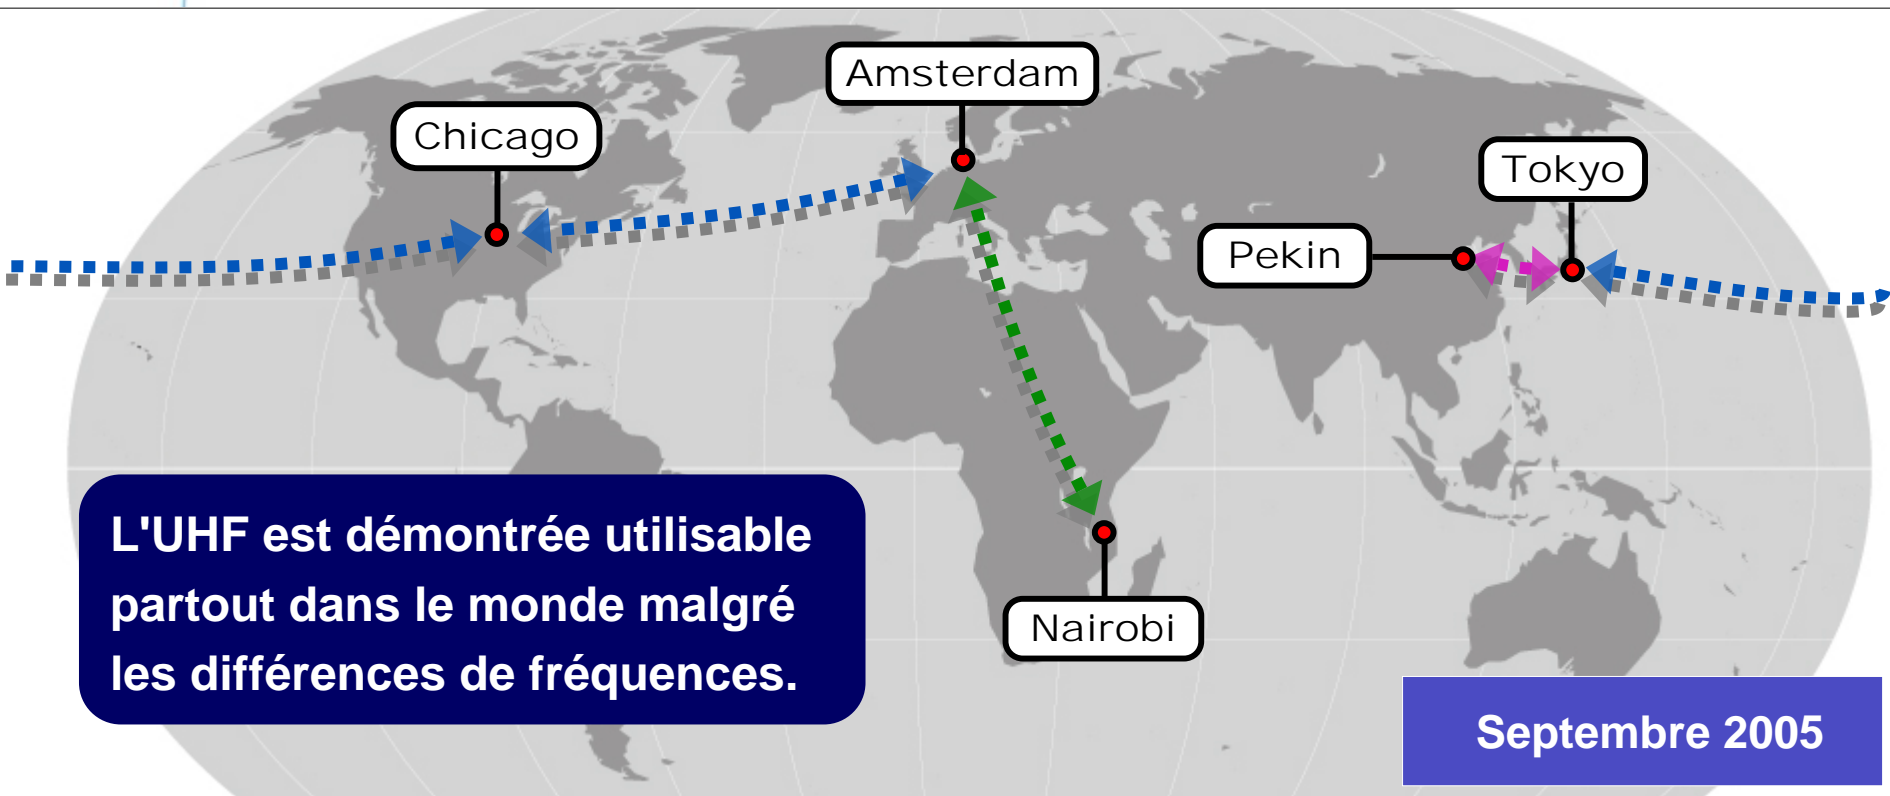 Amsterdam
Chicago
Tokyo
Pekin
Nairobi
L'UHF est démontrée utilisable
partout dans le monde malgré
les différences de fréquences.
Septembre 2005